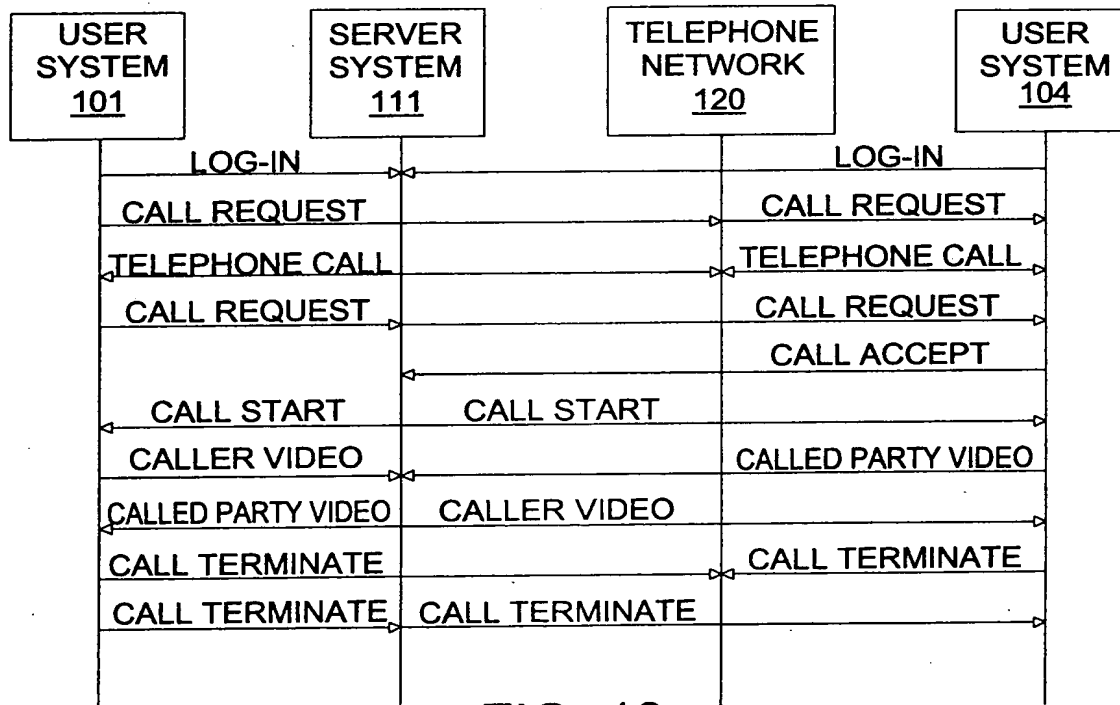 USER
SYSTEM
101
SERVER
SYSTEM
111
TELEPHONE
NETWORK
120
USER
SYSTEM
104
LOG-IN
LOG-IN
CALL REQUEST
CALL REQUEST
TELEPHONE CALL
TELEPHONE CALL
CALL REQUEST
CALL REQUEST
CALL ACCEPT
CALL START
CALL START
CALLER VIDEO
CALLED PARTY VIDEO
CALLED PARTY VIDEO
CALLER VIDEO
CALL TERMINATE
CALL TERMINATE
CALL TERMINATE
CALL TERMINATE